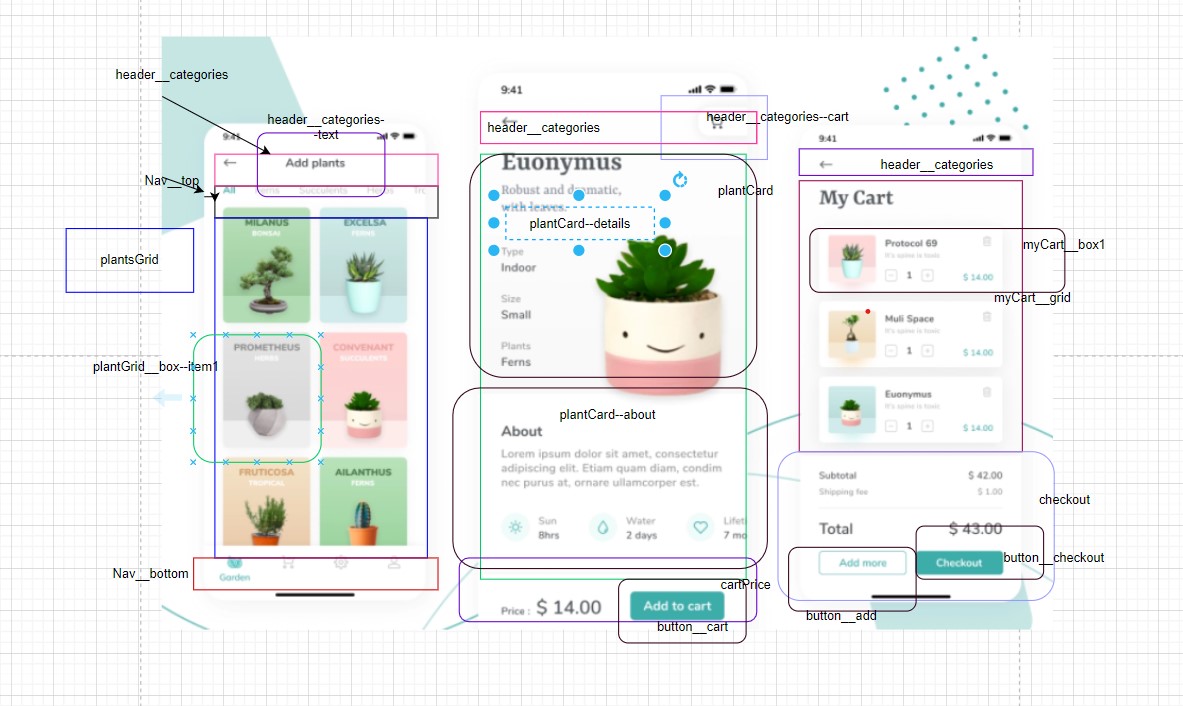 header__categories
header__categories-
-text
9:41
Add plants
Nav__top
All
Succulents
MILANUS
BONSAI
EXCELSA
FERNS
plantsGrid
PROMETHEUS
HERBS
CONVENANT
SUCCULENTS
plantGrid__box--item1
FRUTICOSA
TROPICAL
AILANTHUS
FERNS
Nav__bottom
Garden
9:41
header__categories--cart
header__categories
Euonymus
Robust and dramatic,
with leaves.
plantCard
plantCard--details
Type
Indoor
Size
Small
Plants
Ferns
plantCard--about
About
Lorem ipsum dolor sit amet, consectetur
adipiscing elit. Etiam quam diam, condim
nec purus at, ornare ullamcorper est.
Sun
8hrs
Water
2 days
Lifeti
7 mo
cartPrice
Price : $ 14.00
Add to cart
button__cart
9:41
header__categories
My Cart
Protocol 69
It's spine is toxic
1
$ 14.00
myCart__box1
myCart__grid
Muli Space
It's spine is toxic
1
$ 14.00
Euonymus
It's spine is toxic
1
$ 14.00
Subtotal $ 42.00
Shipping fee $ 1.00
checkout
Total $ 43.00
Add more
Checkout
button__checkout
button__add